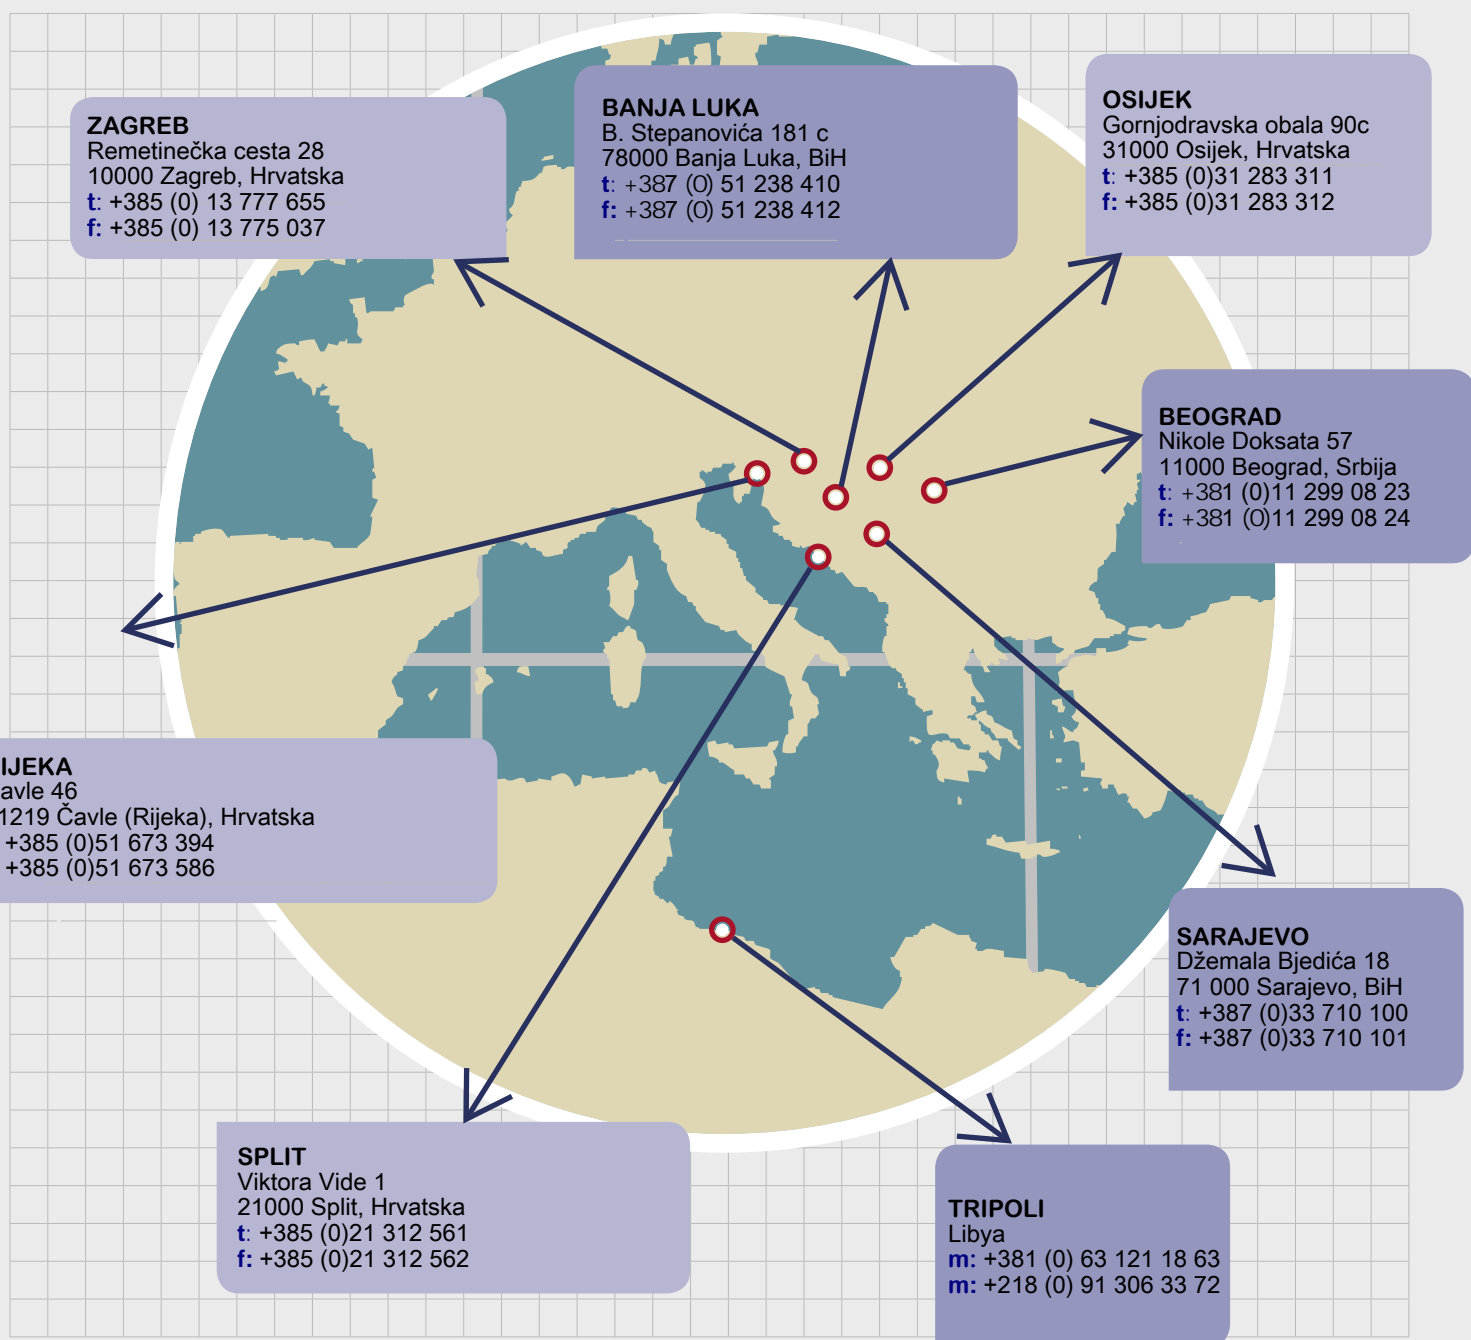 ZAGREB
Remetinečka cesta 28
10000 Zagreb, Hrvatska
t: +385 (0) 13 777 655
f: +385 (0) 13 775 037
BANJA LUKA
B. Stepanovića 181 c
78000 Banja Luka, BiH
t: +387 (0) 51 238 410
f: +387 (0) 51 238 412
OSIJEK
Gornjodravska obala 90c
31000 Osijek, Hrvatska
t: +385 (0)31 283 311
f: +385 (0)31 283 312
BEOGRAD
Nikole Doksata 57
11000 Beograd, Srbija
t: +381 (0)11 299 08 23
f: +381 (0)11 299 08 24
IJEKA
avle 46
1219 Čavle (Rijeka), Hrvatska
+385 (0)51 673 394
+385 (0)51 673 586
SARAJEVO
Džemala Bjedića 18
71 000 Sarajevo, BiH
t: +387 (0)33 710 100
f: +387 (0)33 710 101
SPLIT
Viktora Vide 1
21000 Split, Hrvatska
t: +385 (0)21 312 561
f: +385 (0)21 312 562
TRIPOLI
Libya
m: +381 (0) 63 121 18 63
m: +218 (0) 91 306 33 72